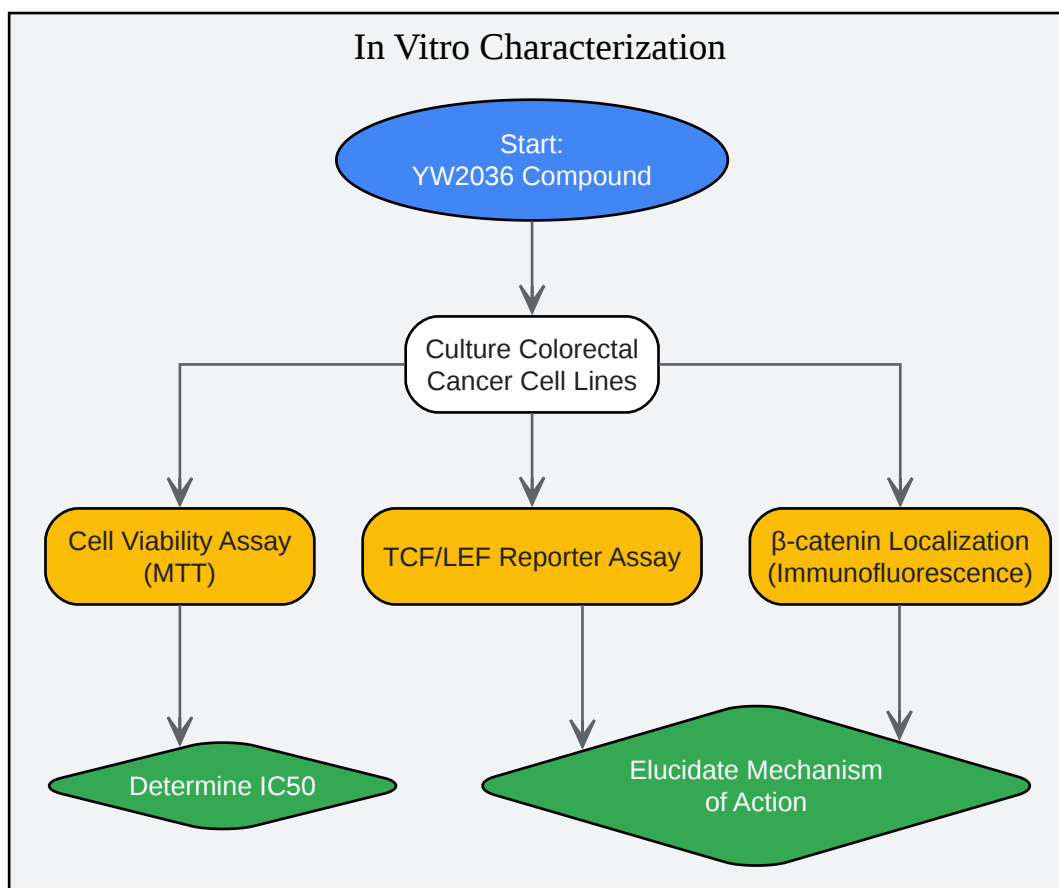 In Vitro Characterization
Start:
YW2036 Compound
Culture Colorectal
Cancer Cell Lines
Cell Viability Assay
(MTT)
TCF/LEF Reporter Assay
β-catenin Localization
(Immunofluorescence)
Determine IC50
Elucidate Mechanism
of Action